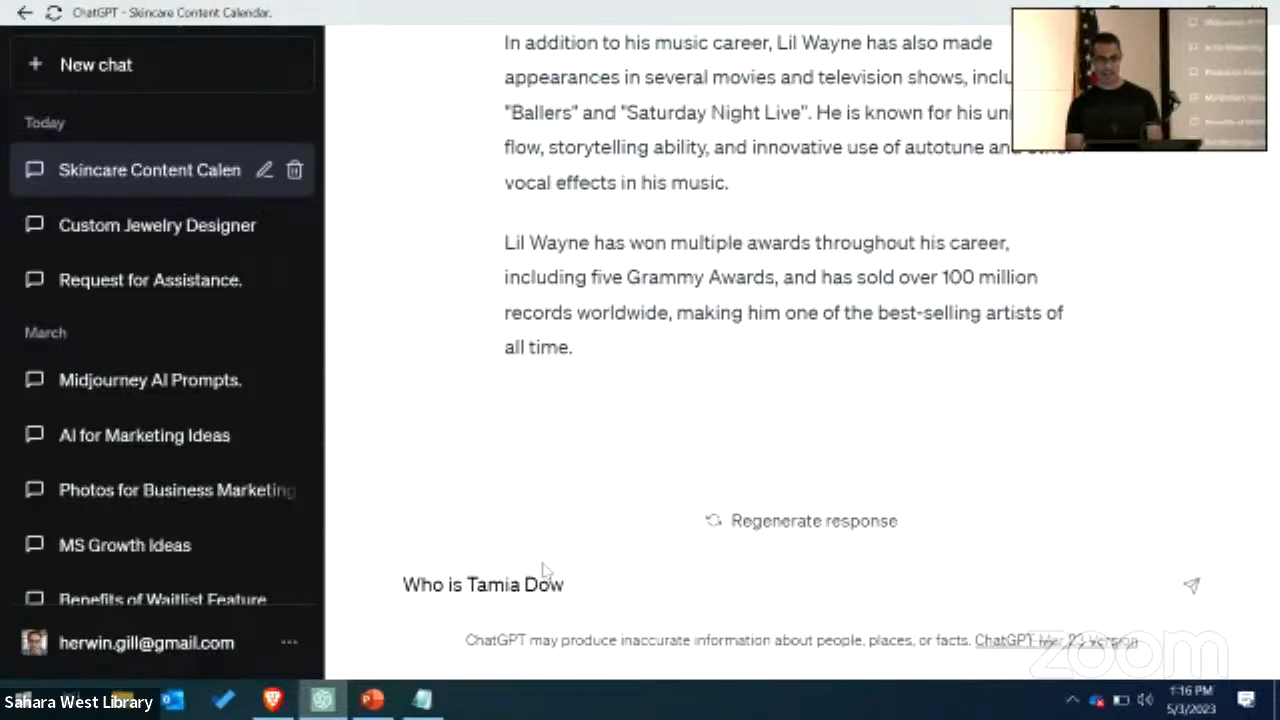 ChatGPT - Skincare Content Calendar.
New chat
Today
Skincare Content Calen
Custom Jewelry Designer
Request for Assistance.
March
Midjourney AI Prompts.
AI for Marketing Ideas
Photos for Business Marketing
MS Growth Ideas
Benefits of Waitlist Feature
herwin.gill@gmail.com
In addition to his music career, Lil Wayne has also made
appearances in several movies and television shows,
"Ballers" and "Saturday Night Live". He is known for his
flow, storytelling ability, and innovative use of autotune
vocal effects in his music.
Lil Wayne has won multiple awards throughout his career,
including five Grammy Awards, and has sold over 100 million
records worldwide, making him one of the best-selling artists of
all time.
Regenerate response
Who is Tamia Dow
ChatGPT may produce inaccurate information about people, places, or facts. ChatGPT Mar 23 Version
zoom
Sahara West Library
1:16 PM
5/3/2023